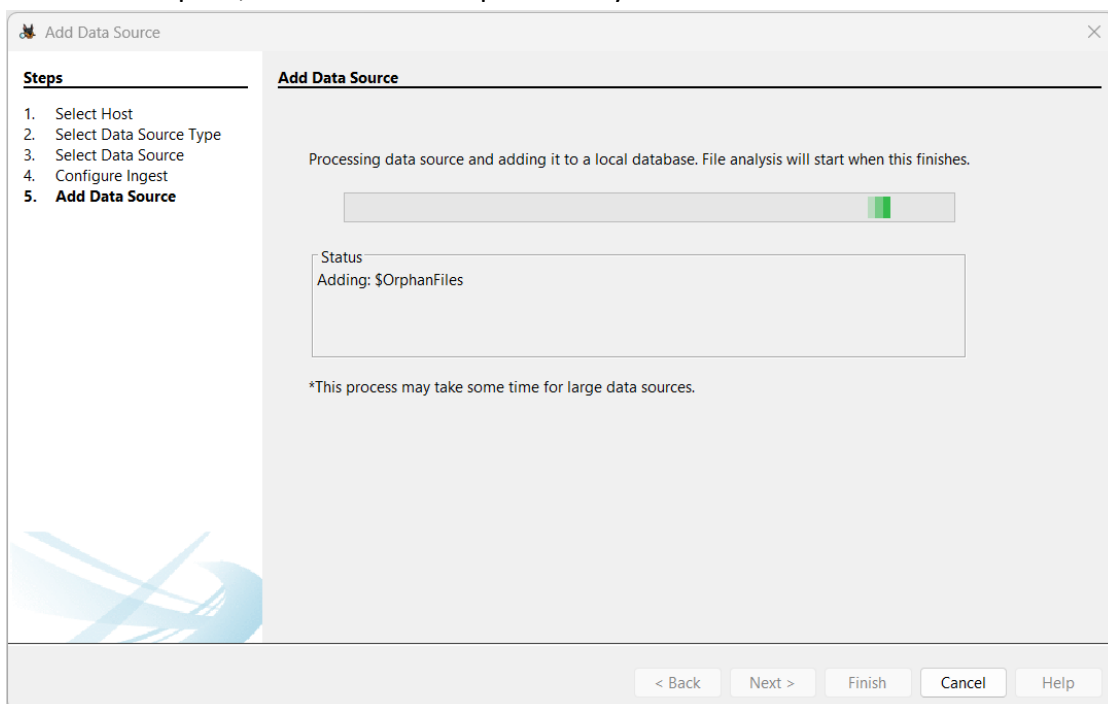 Add Data Source
Steps
1. Select Host
2. Select Data Source Type
3. Select Data Source
4. Configure Ingest
5. Add Data Source
Add Data Source
Processing data source and adding it to a local database. File analysis will start when this finishes.
Status
Adding: $OrphanFiles
*This process may take some time for large data sources.
< Back
Next >
Finish
Cancel
Help